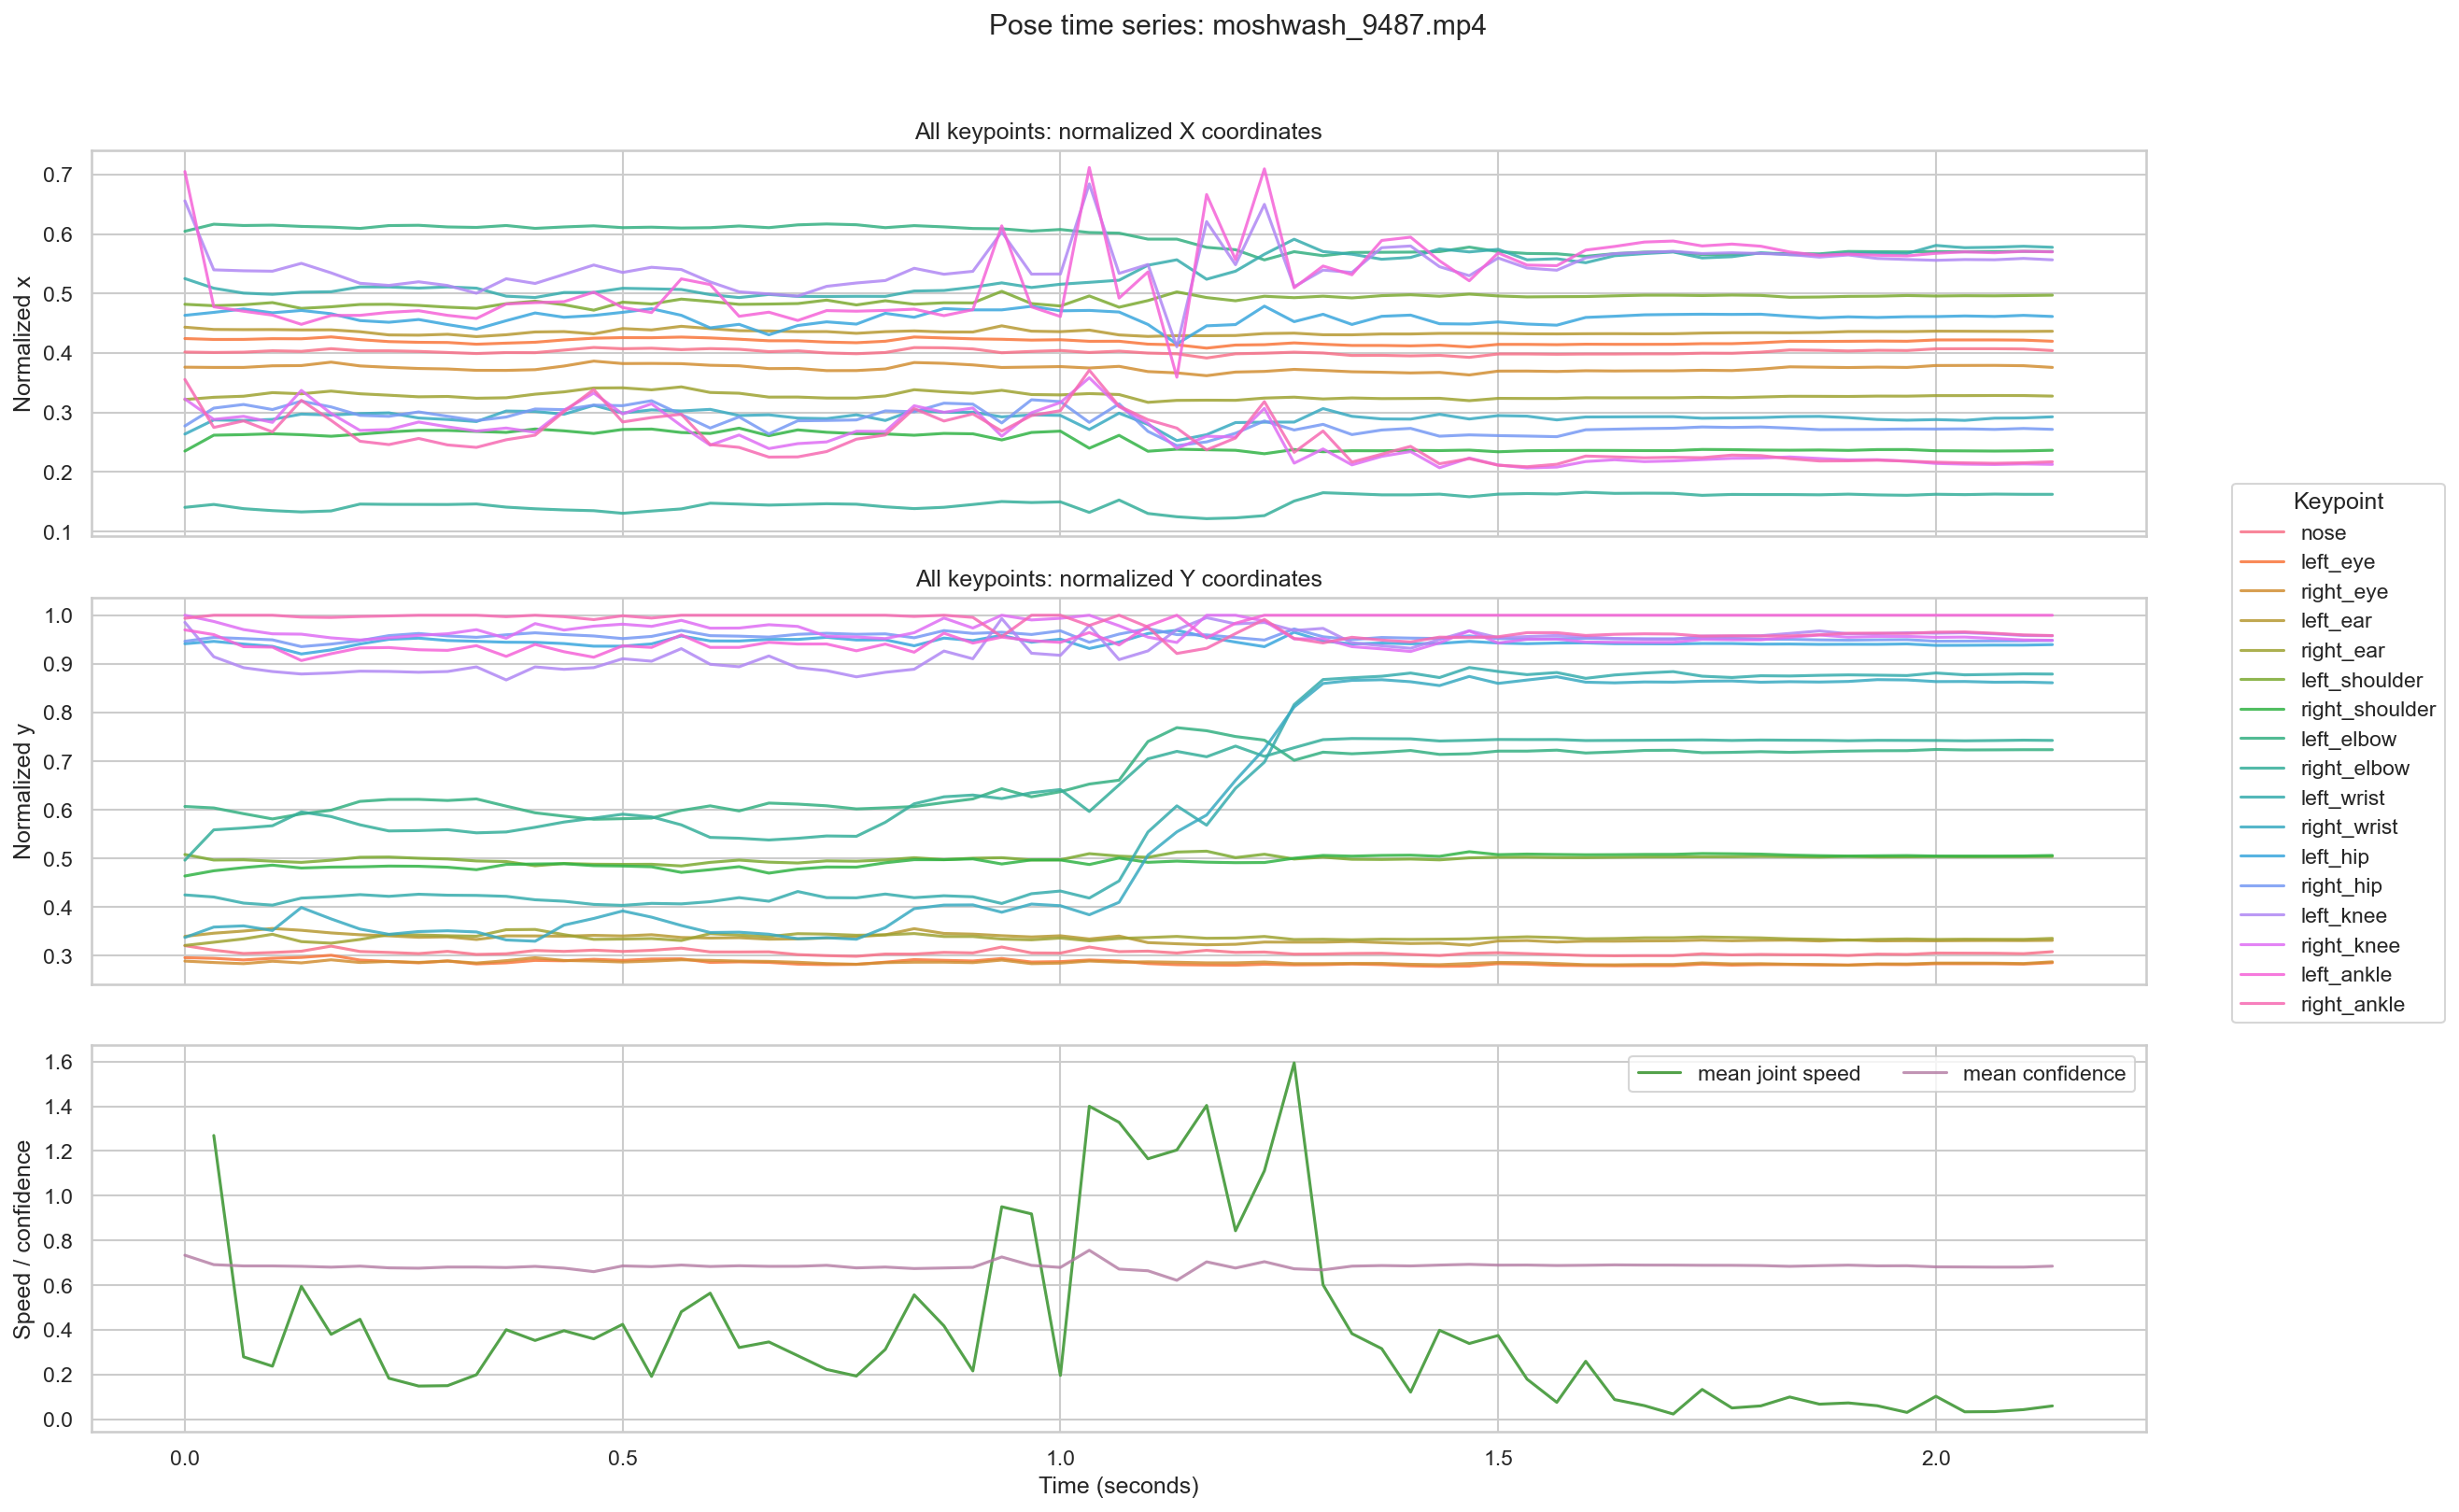 Pose time series: moshwash_9487.mp4
All keypoints: normalized X coordinates
Normalized x
0.7
0.6
0.5
0.4
0.3
0.2
0.1
All keypoints: normalized Y coordinates
Normalized y
1.0
0.9
0.8
0.7
0.6
0.5
0.4
0.3
Keypoint
nose
left_eye
right_eye
left_ear
right_ear
left_shoulder
right_shoulder
left_elbow
right_elbow
left_wrist
right_wrist
left_hip
right_hip
left_knee
right_knee
left_ankle
right_ankle
Speed / confidence
1.6
1.4
1.2
1.0
0.8
0.6
0.4
0.2
0.0
mean joint speed mean confidence
0.0 0.5 1.0 1.5 2.0
Time (seconds)